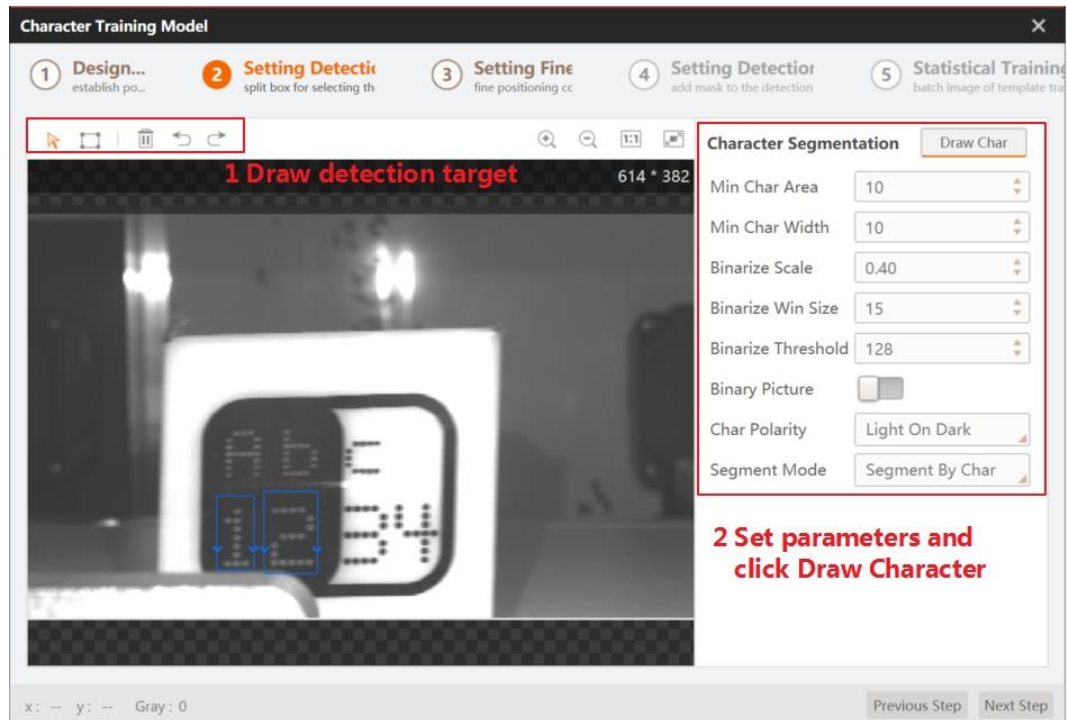 Character Training Model
1 Design...
establish po...
2 Setting Detectic
split box for selecting th
3 Setting Fine
fine positioning cc
4 Setting Detection
add mask to the detection
5 Statistical Training
batch image of template tra
1:1
1 Draw detection target
614 * 382
AbE
1234
Character Segmentation Draw Char
Min Char Area 10
Min Char Width 10
Binarize Scale 0.40
Binarize Win Size 15
Binarize Threshold 128
Binary Picture
Char Polarity Light On Dark
Segment Mode Segment By Char
2 Set parameters and
click Draw Character
x: -- y: -- Gray: 0
Previous Step Next Step